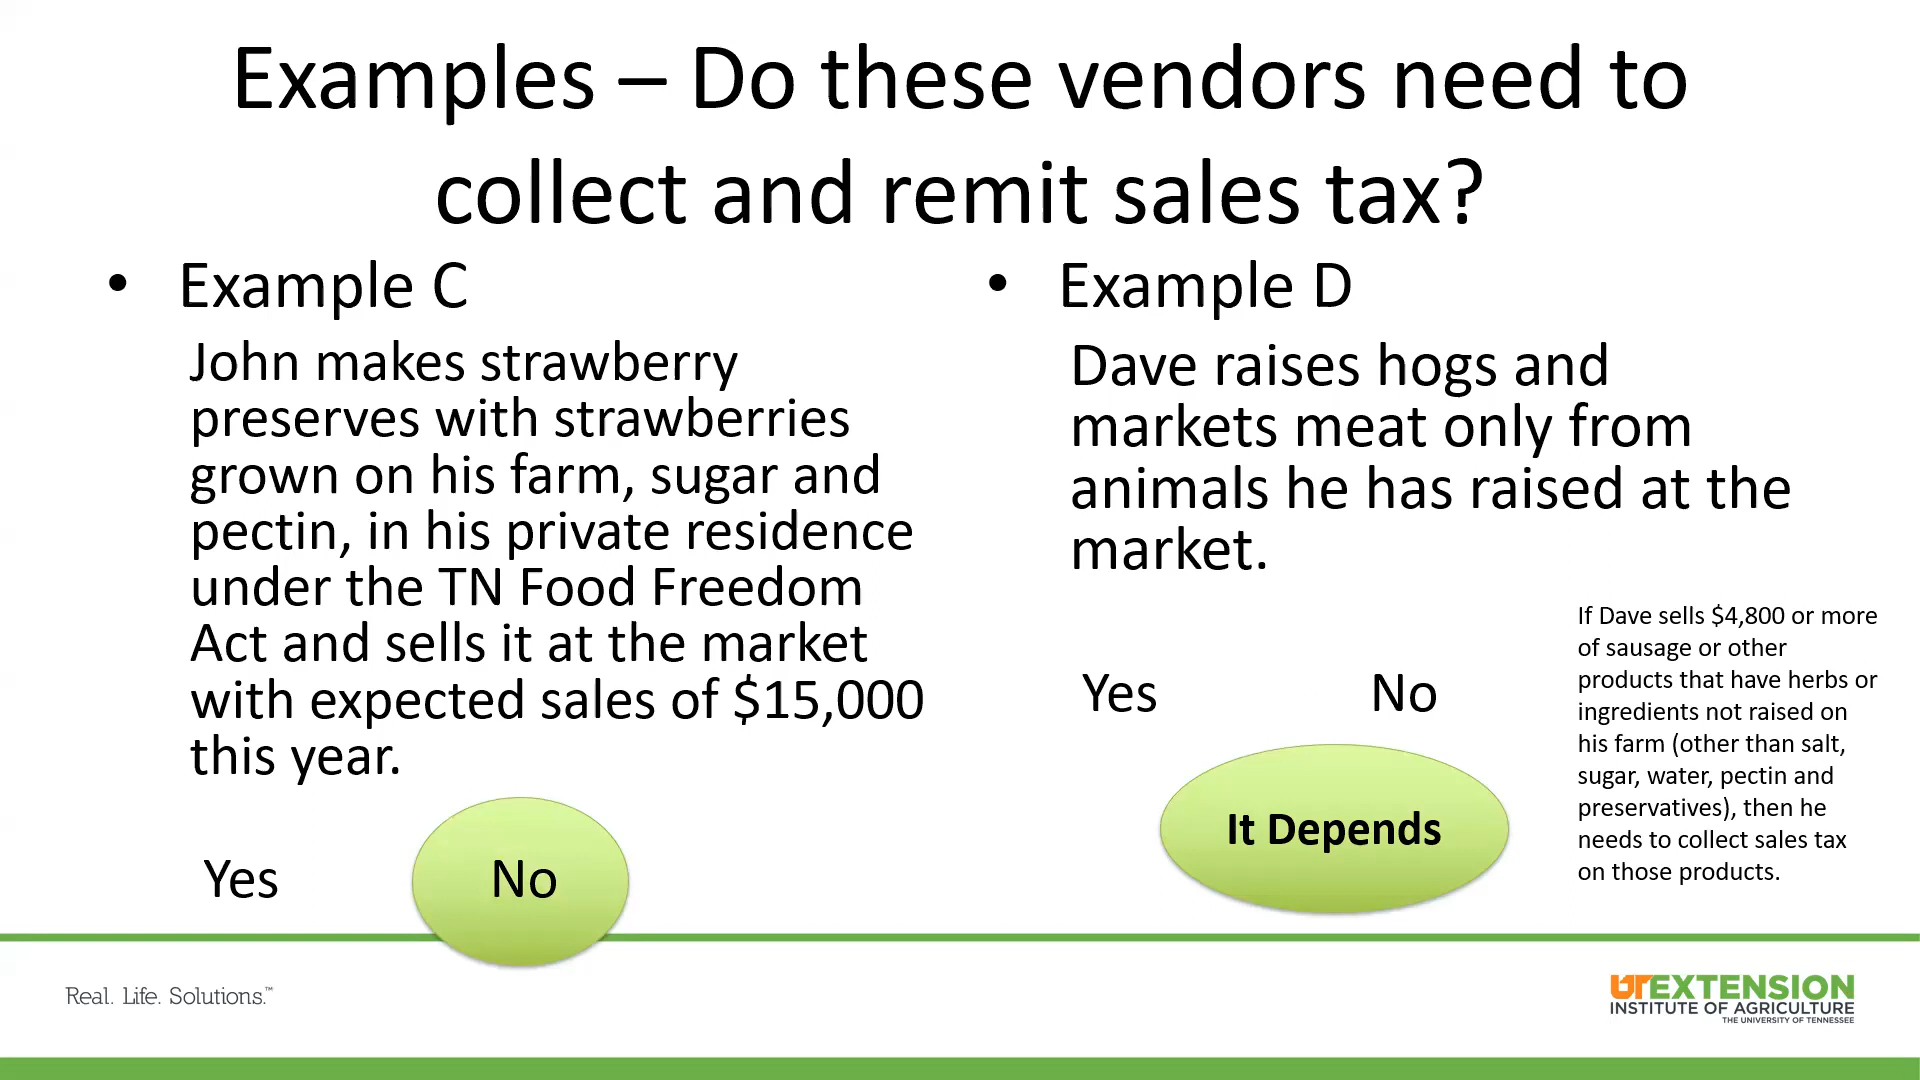 Examples – Do these vendors need to
collect and remit sales tax?
• Example C
John makes strawberry
preserves with strawberries
grown on his farm, sugar and
pectin, in his private residence
under the TN Food Freedom
Act and sells it at the market
with expected sales of $15,000
this year.
Yes No
• Example D
Dave raises hogs and
markets meat only from
animals he has raised at the
market.
Yes No
It Depends
If Dave sells $4,800 or more
of sausage or other
products that have herbs or
ingredients not raised on
his farm (other than salt,
sugar, water, pectin and
preservatives), then he
needs to collect sales tax
on those products.
Real. Life. Solutions.™
UT EXTENSION
INSTITUTE OF AGRICULTURE
THE UNIVERSITY OF TENNESSEE